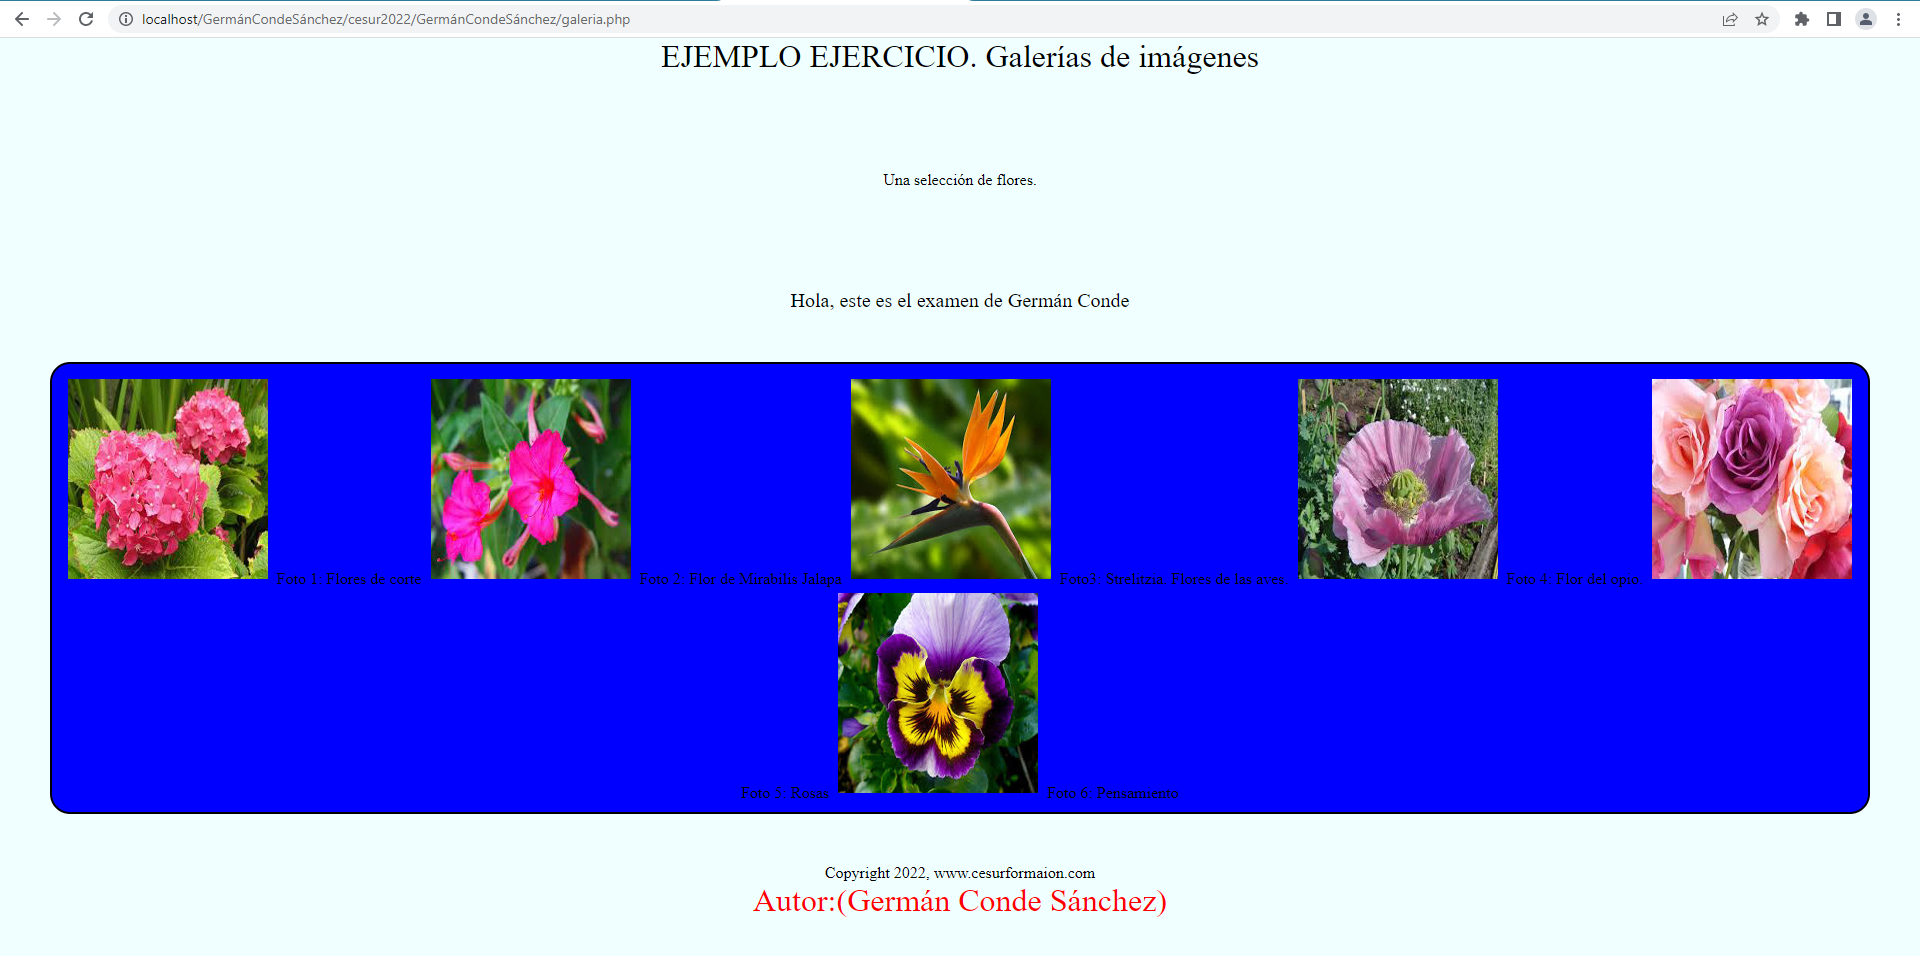 localhost/GermánCondeSánchez/cesur2022/GermánCondeSánchez/galeria.php
EJEMPLO EJERCICIO. Galerías de imágenes
Una selección de flores.
Hola, este es el examen de Germán Conde
Foto 1: Flores de corte
Foto 2: Flor de Mirabilis Jalapa
Foto3: Flores de las aves
Foto 4: Flor del opio
Foto 5: Rosas
Foto 6: Pensamiento
Copyright 2022, www.cesurformaion.com
Autor:(Germán Conde Sánchez)